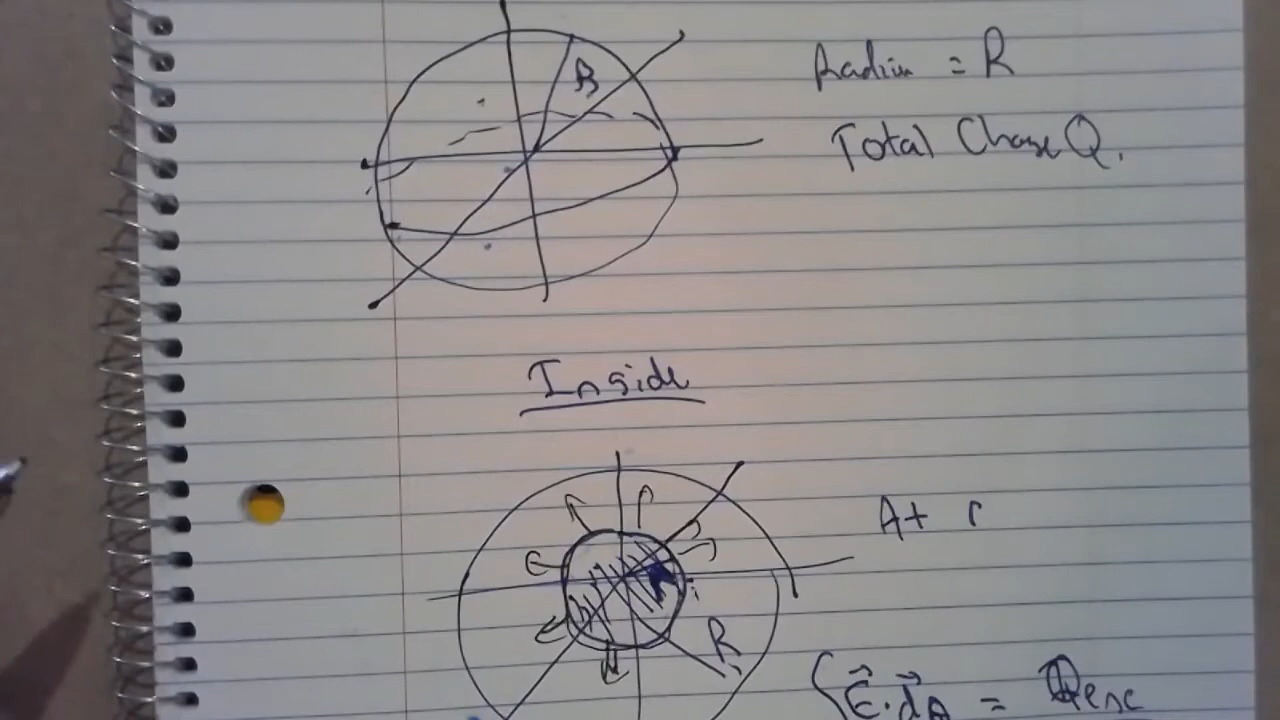 R
Radius = R
Total Charge Q.
Inside
At r
R
∫ E⃗.dA⃗ = Qenc